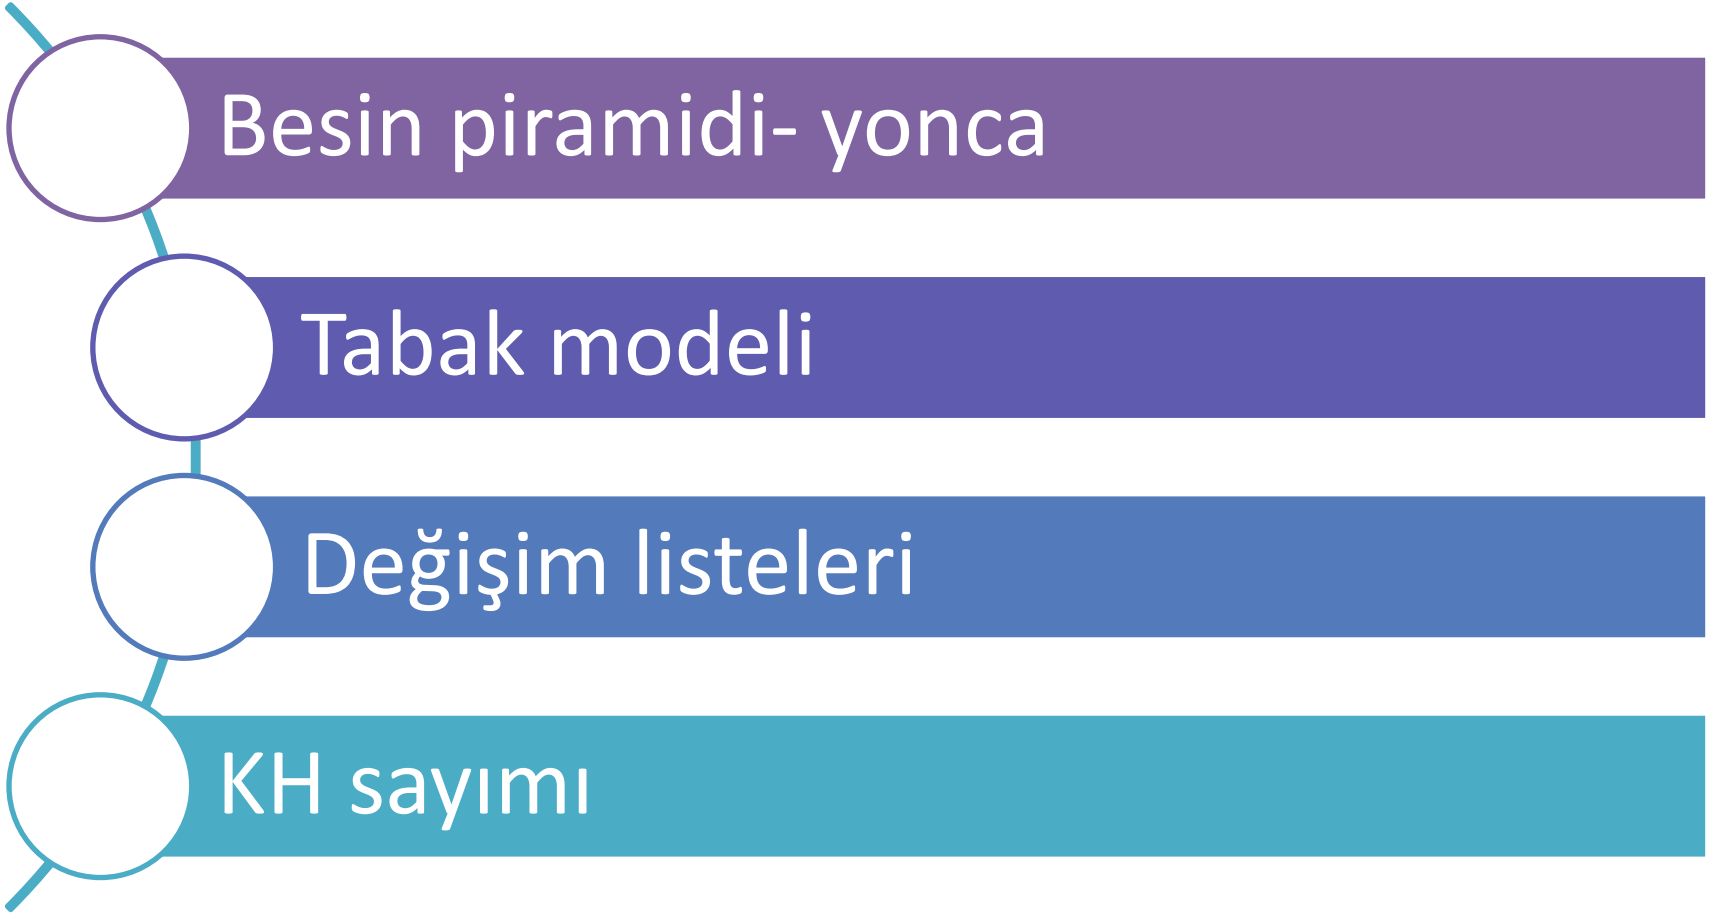 Besin piramidi- yonca
Tabak modeli
Değişim listeleri
KH sayımı